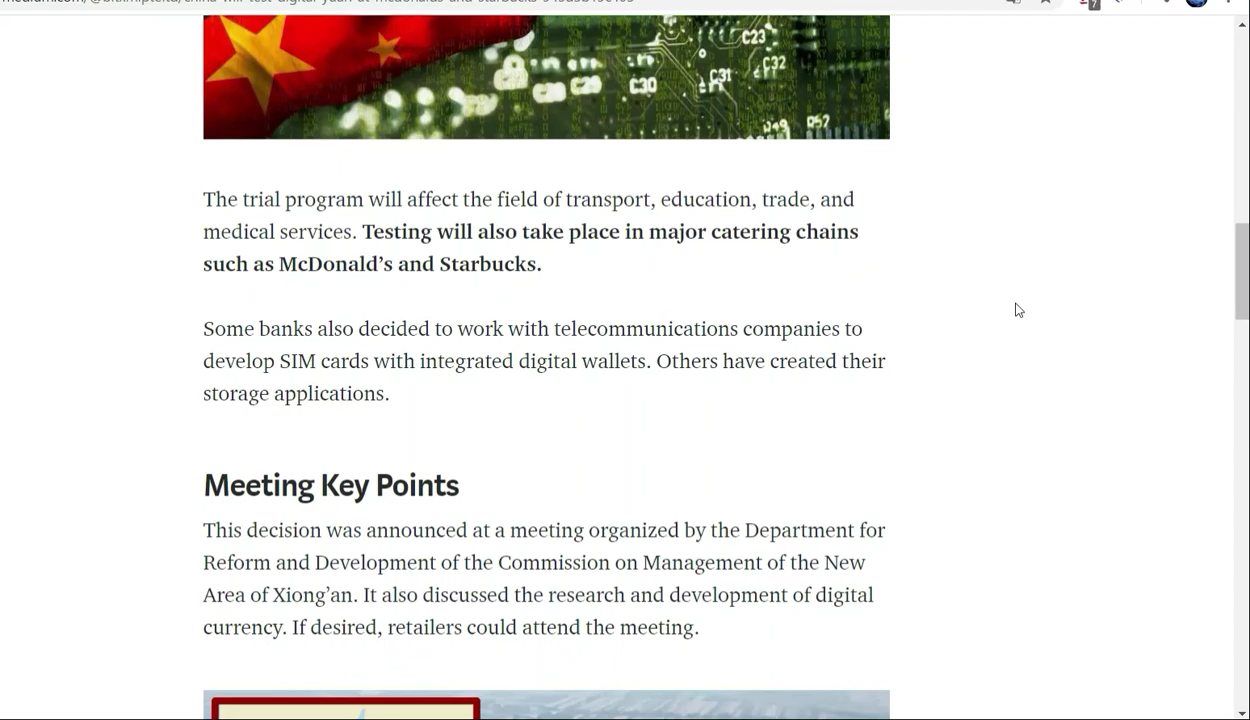 C23
C32
C31
C30
C29
The trial program will affect the field of transport, education, trade, and
medical services. Testing will also take place in major catering chains
such as McDonald’s and Starbucks.
Some banks also decided to work with telecommunications companies to
develop SIM cards with integrated digital wallets. Others have created their
storage applications.
Meeting Key Points
This decision was announced at a meeting organized by the Department for
Reform and Development of the Commission on Management of the New
Area of Xiong’an. It also discussed the research and development of digital
currency. If desired, retailers could attend the meeting.